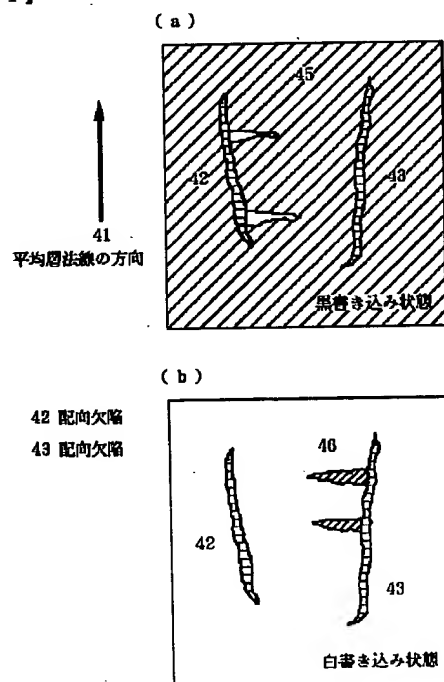 (a)
45
42
43
41
平均層法線の方向
黒書き込み状態
(b)
42 配向欠陥
43 配向欠陥
46
42
43
白書き込み状態